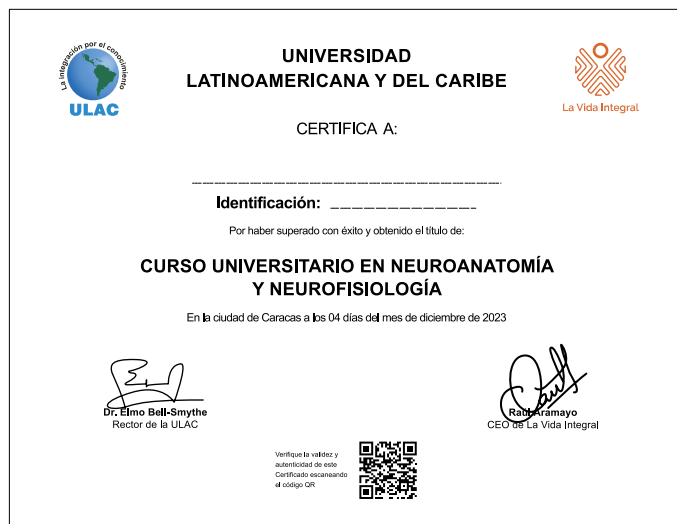 La integración por el conocimiento
ULAC
UNIVERSIDAD
LATINOAMERICANA Y DEL CARIBE
La Vida Integral
CERTIFICA A:
Identificación:
Por haber superado con éxito y obtenido el título de:
CURSO UNIVERSITARIO EN NEUROANATOMÍA
Y NEUROFISIOLOGÍA
En la ciudad de Caracas a los 04 días del mes de diciembre de 2023
Dr. Elmo Bell-Smythe
Rector de la ULAC
Raúl Aramayo
CEO de La Vida Integral
Verifique la validez y
autenticidad de este
Certificado escaneando
el código QR